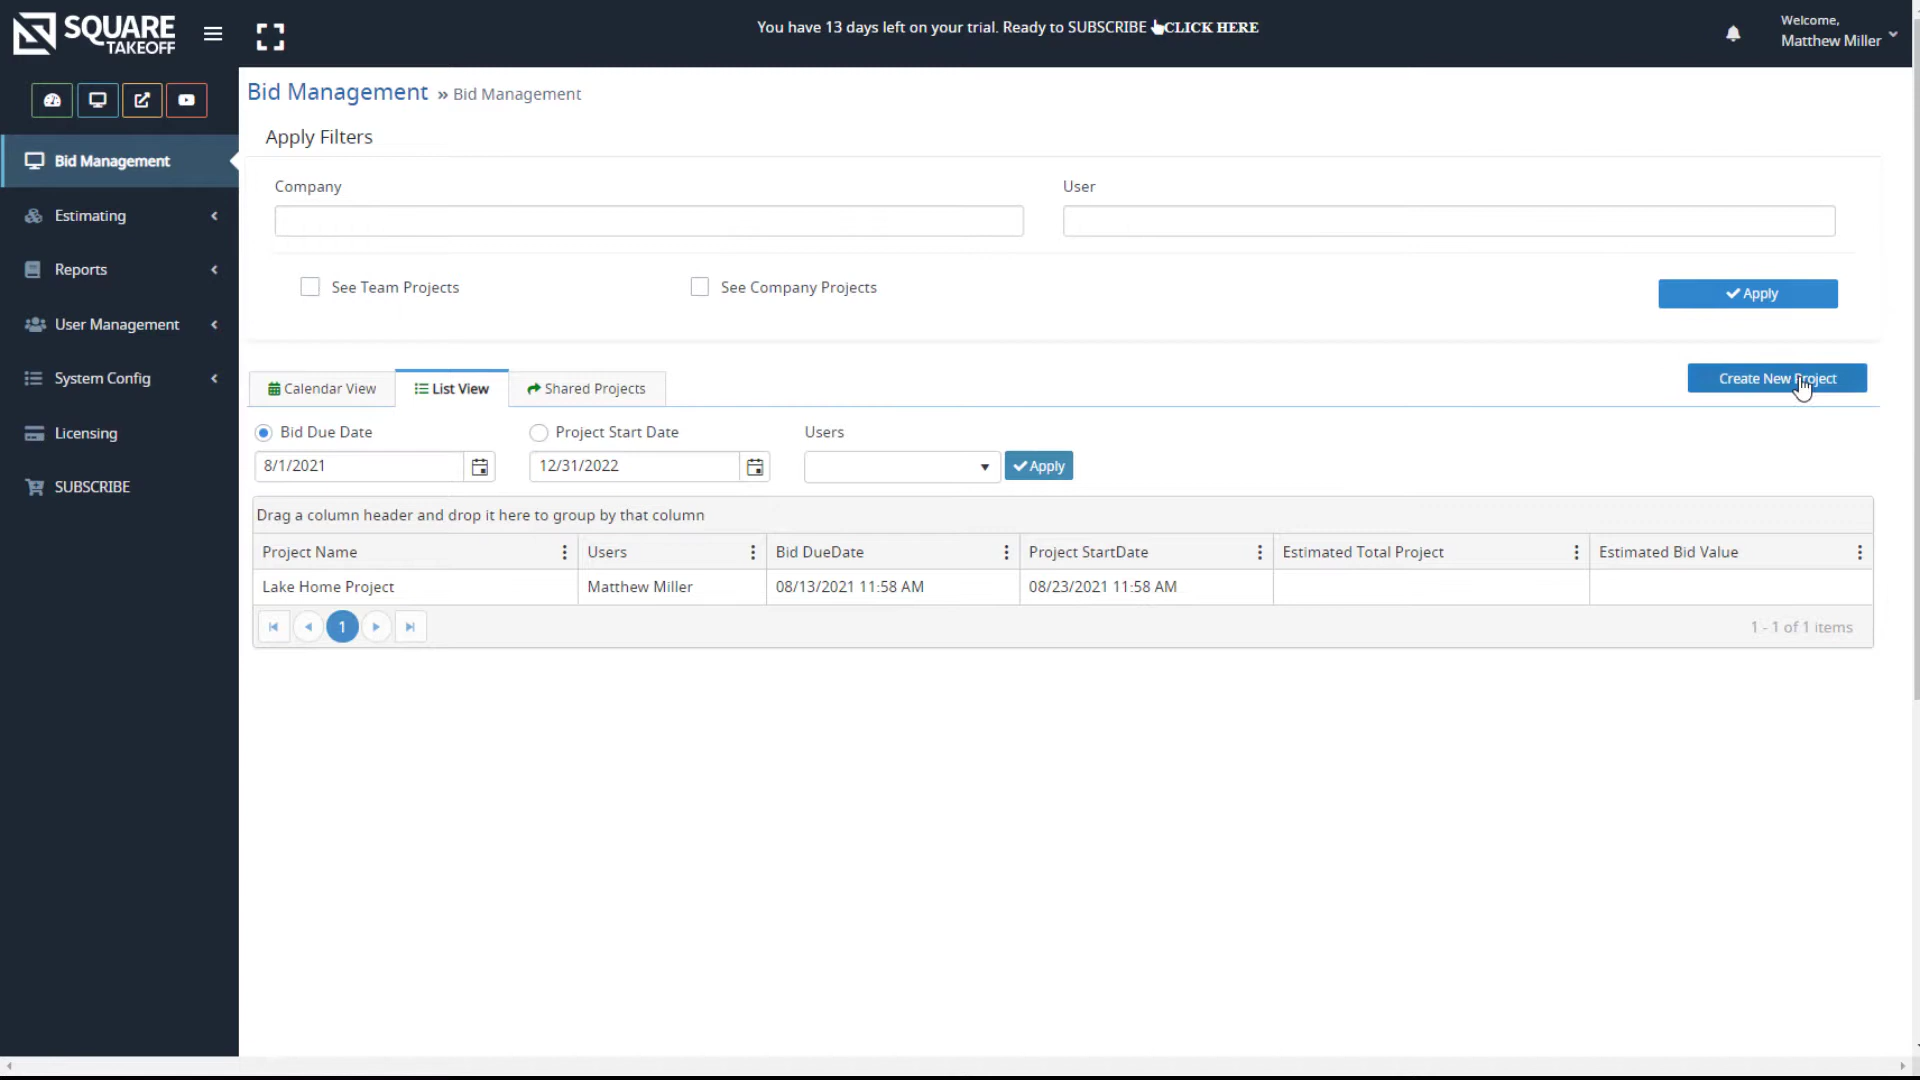 SQUARE
TAKEOFF
You have 13 days left on your trial. Ready to SUBSCRIBE CLICK HERE
Welcome,
Matthew Miller
Bid Management
Estimating
Reports
User Management
System Config
Licensing
SUBSCRIBE
Bid Management » Bid Management
Apply Filters
Company User
See Team Projects See Company Projects Apply
Calendar View List View Shared Projects Create New Project
Bid Due Date Project Start Date Users
8/1/2021 12/31/2022 Apply
Drag a column header and drop it here to group by that column
Project Name Users Bid DueDate Project StartDate Estimated Total Project Estimated Bid Value
Lake Home Project Matthew Miller 08/13/2021 11:58 AM 08/23/2021 11:58 AM
1 1 - 1 of 1 items